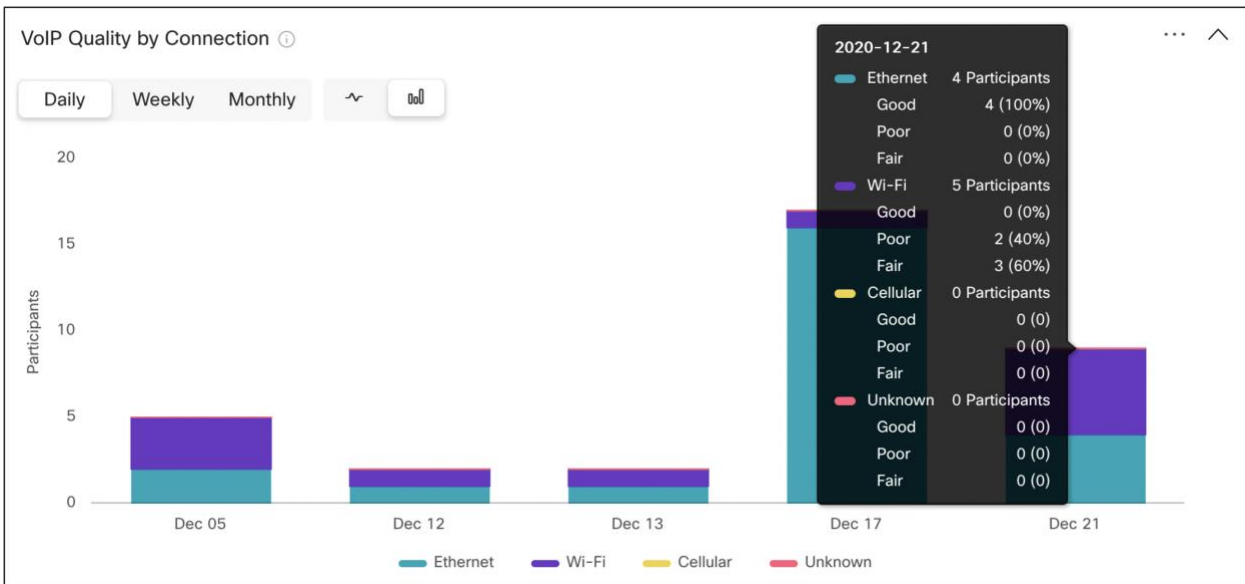 VoIP Quality by Connection
Daily Weekly Monthly
2020-12-21
Ethernet 4 Participants
Good 4 (100%)
Poor 0 (0%)
Fair 0 (0%)
Wi-Fi 5 Participants
Good 0 (0%)
Poor 2 (40%)
Fair 3 (60%)
Cellular 0 Participants
Good 0 (0)
Poor 0 (0)
Fair 0 (0)
Unknown 0 Participants
Good 0 (0)
Poor 0 (0)
Fair 0 (0)
Participants
20
15
10
5
0
Dec 05 Dec 12 Dec 13 Dec 17 Dec 21
Ethernet Wi-Fi Cellular Unknown